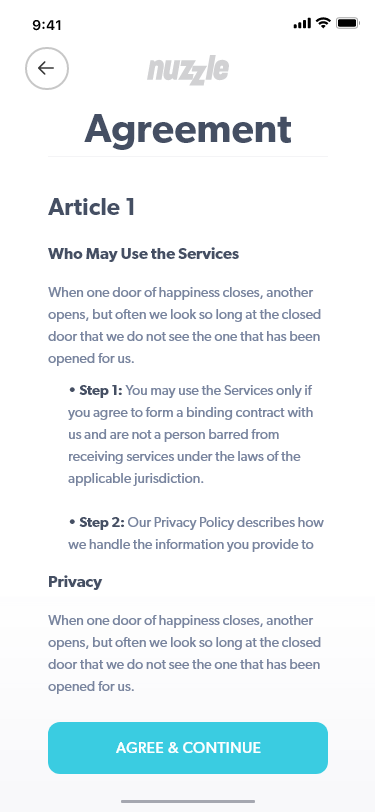 9:41
nuzzle
Agreement
Article 1
Who May Use the Services
When one door of happiness closes, another
opens, but often we look so long at the closed
door that we do not see the one that has been
opened for us.
• Step 1: You may use the Services only if
you agree to form a binding contract with
us and are not a person barred from
receiving services under the laws of the
applicable jurisdiction.
• Step 2: Our Privacy Policy describes how
we handle the information you provide to
Privacy
When one door of happiness closes, another
opens, but often we look so long at the closed
door that we do not see the one that has been
opened for us.
AGREE & CONTINUE